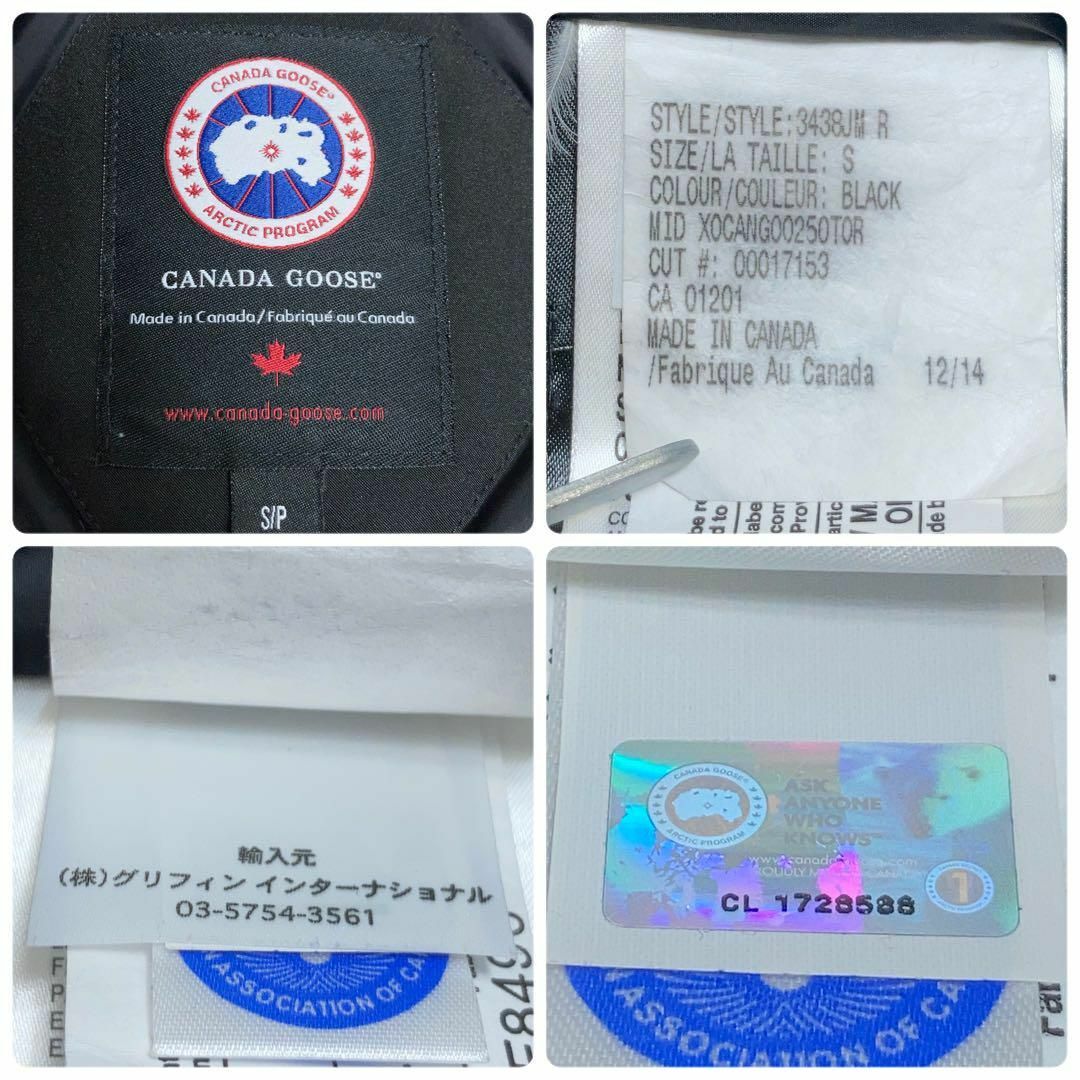 CANADA GOOSE®
ARCTIC PROGRAM
CANADA GOOSE®
Made in Canada/Fabriqué au Canada
www.canada-goose.com
S/P
STYLE/STYLE:3438JM R
SIZE/LA TAILLE: S
COLOUR/COULEUR: BLACK
MID XOCANGOO250TOR
CUT #: 00017153
CA 01201
MADE IN CANADA
/Fabrique Au Canada 12/14
輸入元
(株)グリフィン インターナショナル
03-5754-3561
ASSOCIATION OF CA
CANADA GOOSE®
ARCTIC PROGRAM
ASK
ANYONE
WHO
KNOWS™
CL 1728588
1
ASSOCIATION OF CA